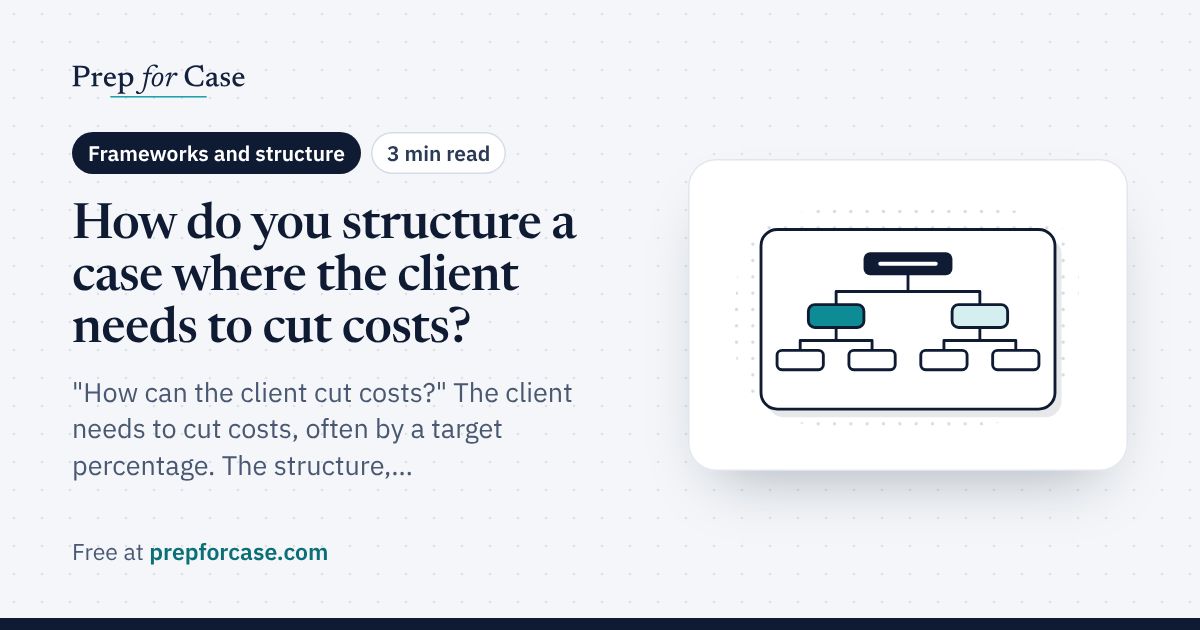 Prep for Case
Frameworks and structure
3 min read
How do you structure a
case where the client
needs to cut costs?
"How can the client cut costs?" The client
needs to cut costs, often by a target
percentage. The structure,...
Free at prepforcase.com